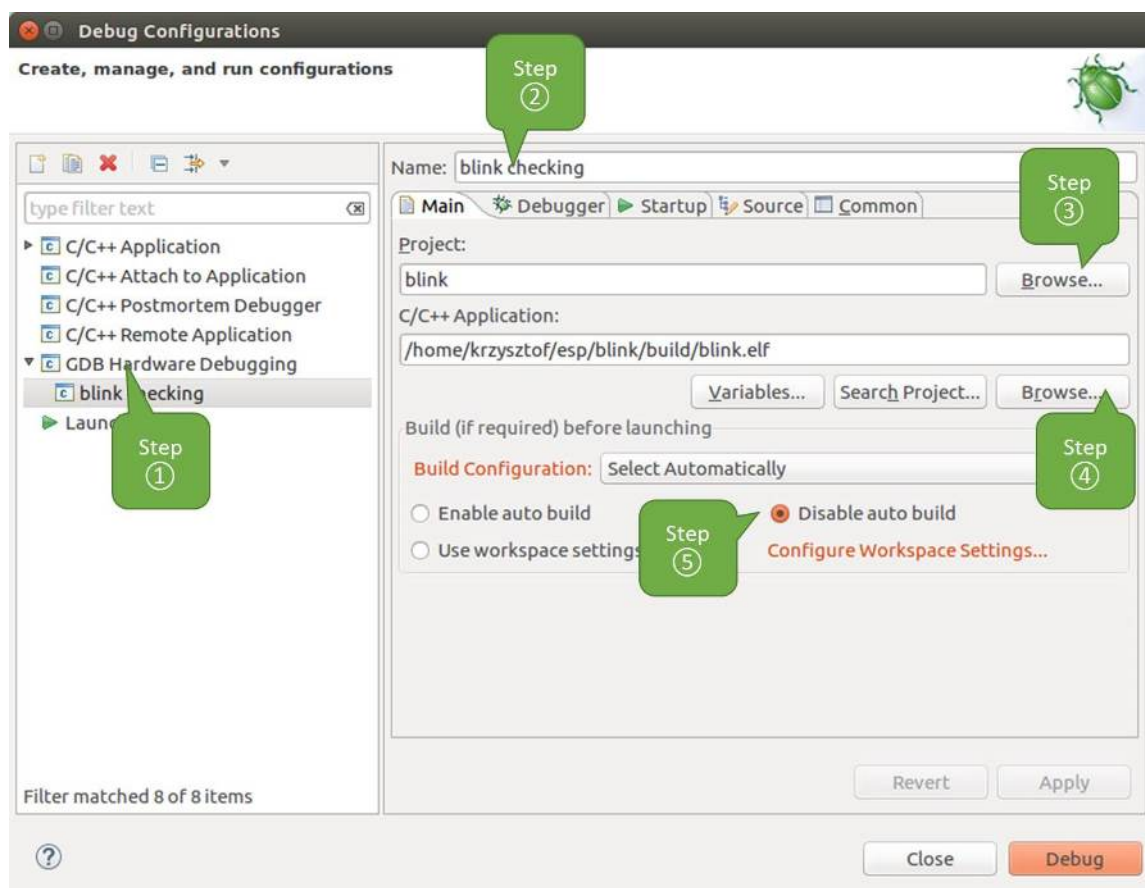 Debug Configurations
Create, manage, and run configurations
Step
②
Name: blink checking
Step
③
type filter text
Main Debugger Startup Source Common
C/C++ Application
C/C++ Attach to Application
C/C++ Postmortem Debugger
C/C++ Remote Application
GDB Hardware Debugging
blink checking
Step
①
Project:
blink
Browse...
C/C++ Application:
/home/krzysztof/esp/blink/build/blink.elf
Variables... Search Project... Browse...
Step
④
Build (if required) before launching
Build Configuration: Select Automatically
Enable auto build
Disable auto build
Step
⑤
Use workspace settings
Configure Workspace Settings...
Revert Apply
Filter matched 8 of 8 items
Close Debug